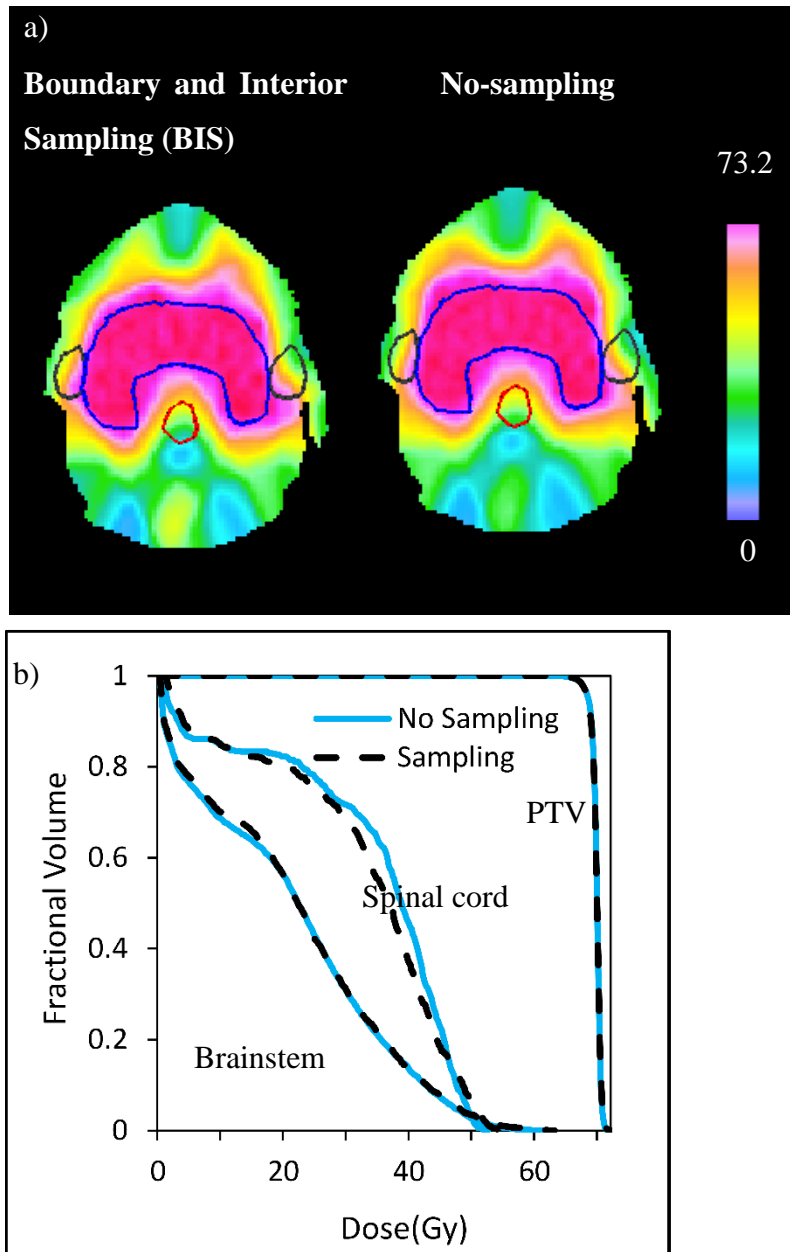 a)
Boundary and Interior
Sampling (BIS)
No-sampling
73.2
0
b)
1
0.8
0.6
0.4
0.2
0
Fractional Volume
No Sampling
Sampling
PTV
Spinal cord
Brainstem
0
20
40
60
Dose(Gy)